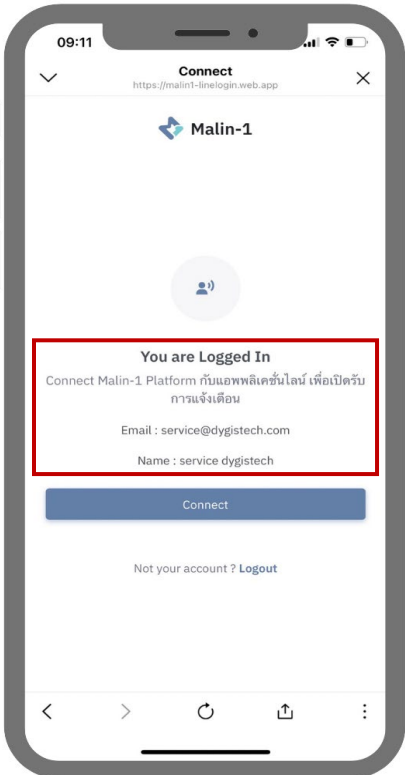 09:11
Connect
https://malin1-linelogin.web.app
Malin-1
You are Logged In
Connect Malin-1 Platform กับแอพพลิเคชั่นไลน์ เพื่อเปิดรับ
การแจ้งเตือน
Email : service@dygistech.com
Name : service dygistech
Connect
Not your account ? Logout